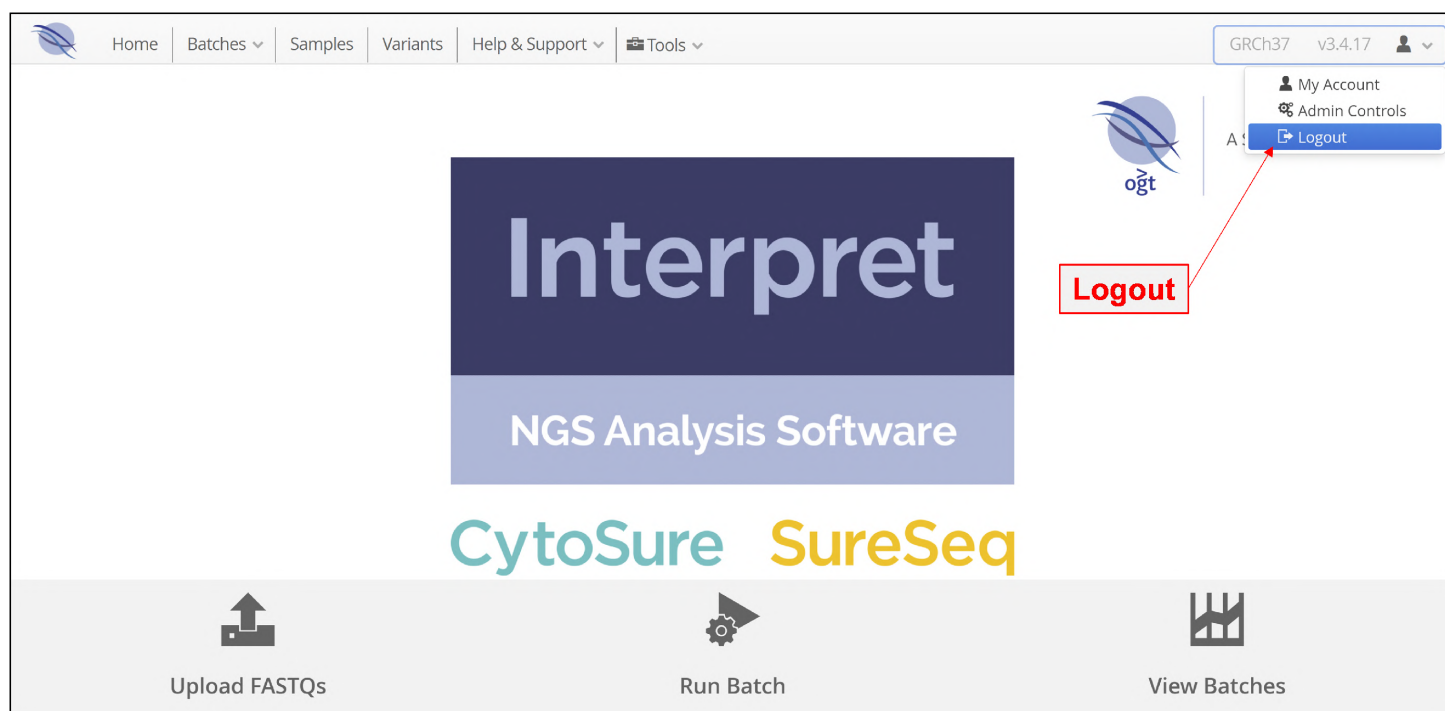 Home Batches Samples Variants Help & Support Tools GRCh37 v3.4.17
My Account
Admin Controls
A Logout
ogt
Interpret
Logout
NGS Analysis Software
CytoSure SureSeq
Upload FASTQs Run Batch View Batches